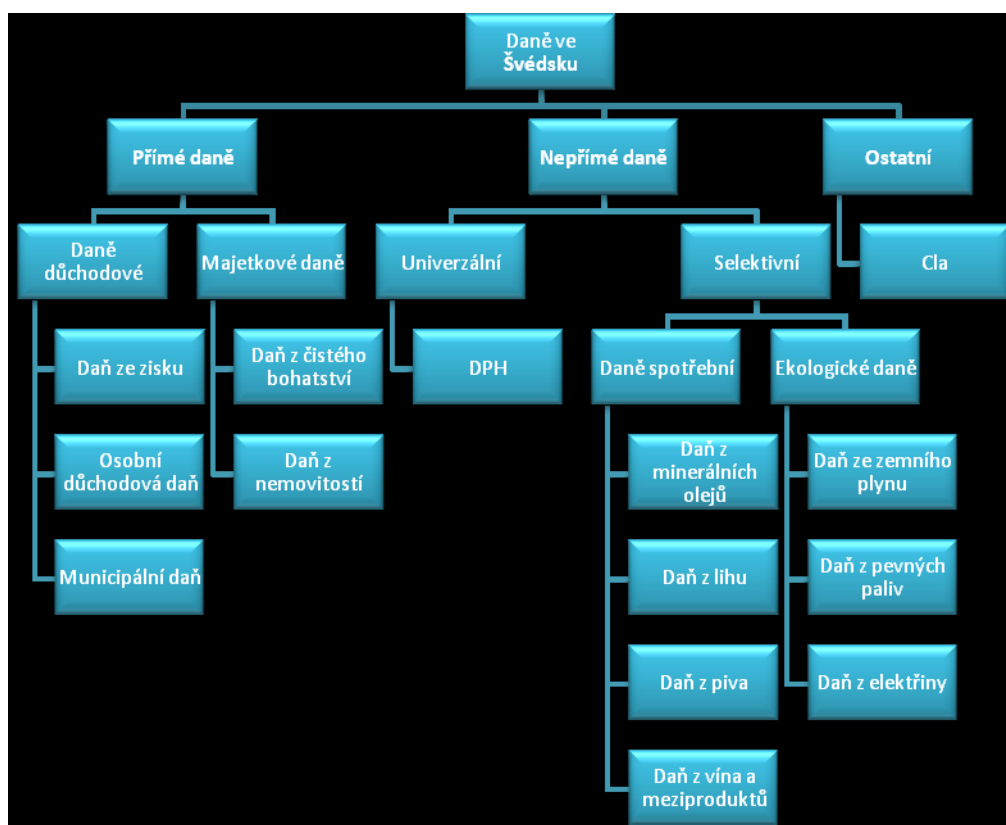 Daně ve
Švédsku
Přímé daně
Nepřímé daně
Ostatní
Daně
důchodové
Majetkové daně
Univerzální
Selektivní
Cla
Daň ze zisku
Daň z čistého
bohatství
DPH
Daně spotřební
Ekologické daně
Osobní
důchodová daň
Daň z
nemovitostí
Daň z
minerálních
olejů
Daň ze zemního
plynu
Municipální daň
Daň z lihu
Daň z pevných
paliv
Daň z piva
Daň z elektřiny
Daň z vína a
meziproduktů